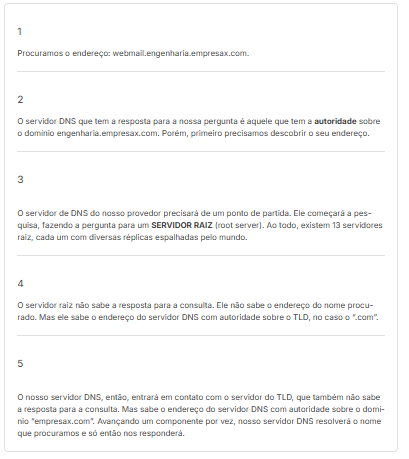 1
Procuramos o endereço: webmail.engenharia.empresax.com.
2
O servidor DNS que tem a resposta para a nossa pergunta é aquele que tem a autoridade sobre
o domínio engenharia.empresax.com. Porém, primeiro precisamos descobrir o seu endereço.
3
O servidor de DNS do nosso provedor precisará de um ponto de partida. Ele começará a pes-
quisa, fazendo a pergunta para um SERVIDOR RAIZ (root server). Ao todo, existem 13 servidores
raiz, cada um com diversas réplicas espalhadas pelo mundo.
4
O servidor raiz não sabe a resposta para a consulta. Ele não sabe o endereço do nome procu-
rado. Mas ele sabe o endereço do servidor DNS com autoridade sobre o TLD, no caso o “.com”.
5
O nosso servidor DNS, então, entrará em contato com o servidor do TLD, que também não sabe
a resposta para a consulta. Mas sabe o endereço do servidor DNS com autoridade sobre o domí-
nio “empresax.com”. Avançando um componente por vez, nosso servidor DNS resolverá o nome
que procuramos e só então nos responderá.